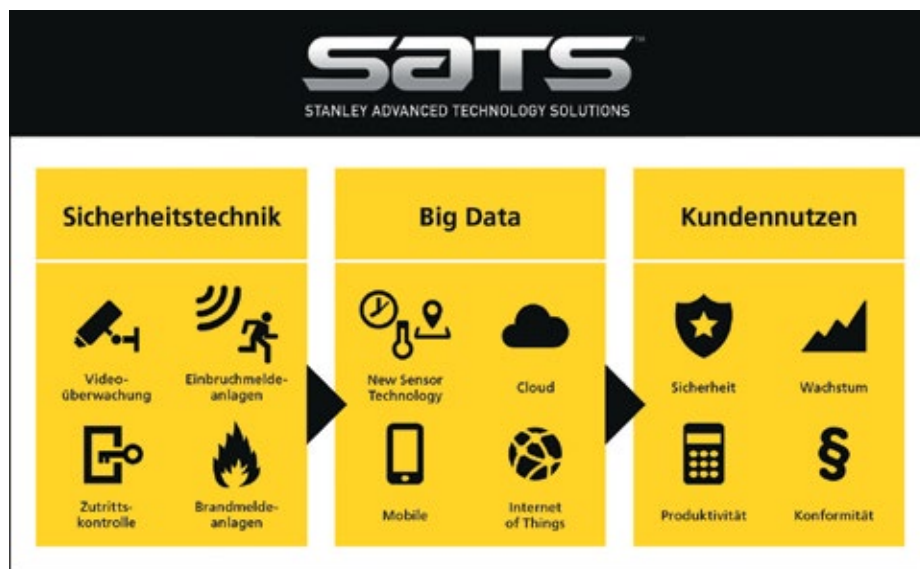 SATS™
STANLEY ADVANCED TECHNOLOGY SOLUTIONS
Sicherheitstechnik
Video-
überwachung
Einbruchmelde-
anlagen
Zutritts-
kontrolle
Brandmelde-
anlagen
Big Data
New Sensor
Technology
Cloud
Mobile
Internet
of Things
Kundennutzen
Sicherheit
Wachstum
Produktivität
§
Konformität